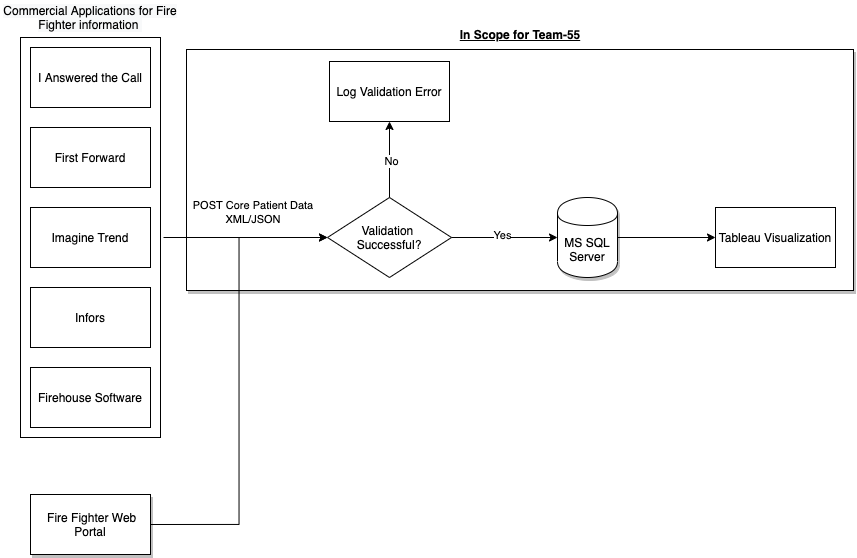 Commercial Applications for Fire
Fighter information
In Scope for Team-55
I Answered the Call
Log Validation Error
First Forward
No
POST Core Patient Data
XML/JSON
Imagine Trend
Validation
Successful?
Yes
MS SQL
Server
Tableau Visualization
Infors
Firehouse Software
Fire Fighter Web
Portal